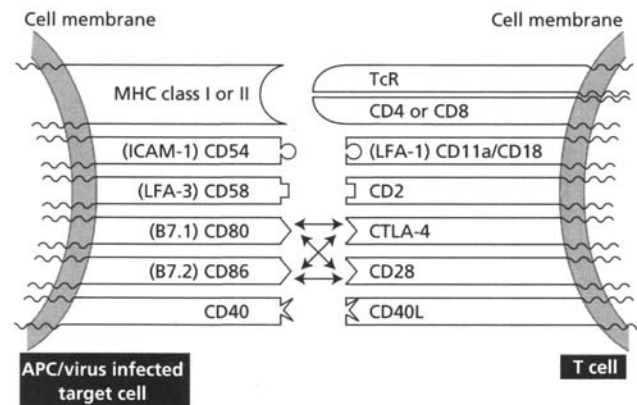 Cell membrane
Cell membrane
MHC class I or II
TcR
CD4 or CD8
(ICAM-1) CD54
(LFA-1) CD11a/CD18
(LFA-3) CD58
CD2
(B7.1) CD80
CTLA-4
(B7.2) CD86
CD28
CD40
CD40L
APC/virus infected
target cell
T cell